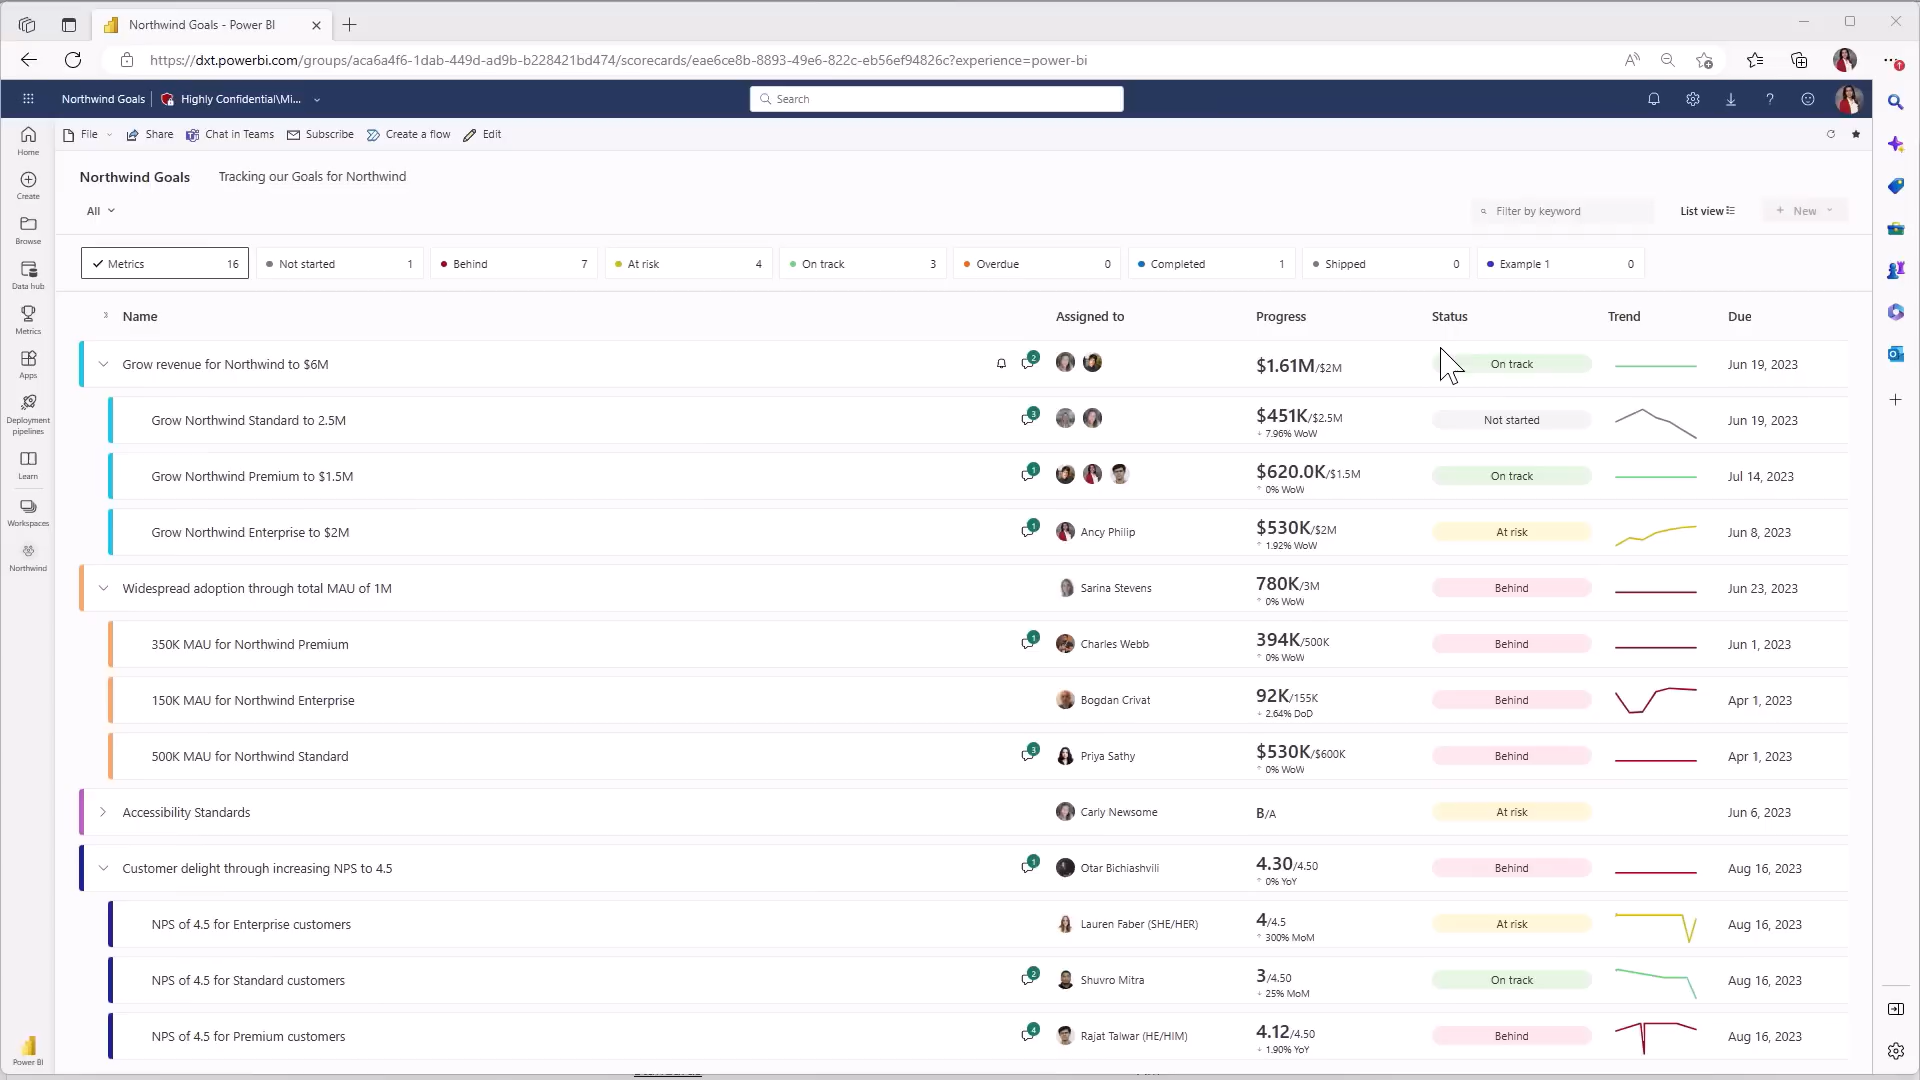 Northwind Goals - Power BI
https://dxt.powerbi.com/groups/aca6a4f6-1dab-449d-ad9b-b228421bd474/scorecards/eae6ce8b-8893-49e6-822c-eb56ef94826c?experience=power-bi
Northwind Goals Highly Confidential\Mi... Search
File Share Chat in Teams Subscribe Create a flow Edit
Home
Create
Browse
Data hub
Metrics
Apps
Deployment pipelines
Learn
Workspaces
Northwind
Power BI
Northwind Goals Tracking our Goals for Northwind
All Filter by keyword List view + New
Metrics 16 Not started 1 Behind 7 At risk 4 On track 3 Overdue 0 Completed 1 Shipped 0 Example 1 0
Name Assigned to Progress Status Trend Due
Grow revenue for Northwind to $6M 2 $1.61M/$2M On track Jun 19, 2023
Grow Northwind Standard to 2.5M 3 $451K/$2.5M Not started Jun 19, 2023
↓ 7.96% WoW
Grow Northwind Premium to $1.5M 1 $620.0K/$1.5M On track Jul 14, 2023
↑ 0% WoW
Grow Northwind Enterprise to $2M 1 Ancy Philip $530K/$2M At risk Jun 8, 2023
↑ 1.92% WoW
Widespread adoption through total MAU of 1M Sarina Stevens 780K/3M Behind Jun 23, 2023
↑ 0% WoW
350K MAU for Northwind Premium 1 Charles Webb 394K/500K Behind Jun 1, 2023
↑ 0% WoW
150K MAU for Northwind Enterprise Bogdan Crivat 92K/155K Behind Apr 1, 2023
↓ 2.64% DoD
500K MAU for Northwind Standard 3 Priya Sathy $530K/$600K Behind Apr 1, 2023
↑ 0% WoW
Accessibility Standards Carly Newsome B/A At risk Jun 6, 2023
Customer delight through increasing NPS to 4.5 1 Otar Bichiashvili 4.30/4.50 Behind Aug 16, 2023
↑ 0% YoY
NPS of 4.5 for Enterprise customers Lauren Faber (SHE/HER) 4/4.5 At risk Aug 16, 2023
↑ 300% MoM
NPS of 4.5 for Standard customers 2 Shuvro Mitra 3/4.50 On track Aug 16, 2023
↓ 25% MoM
NPS of 4.5 for Premium customers 4 Rajat Talwar (HE/HIM) 4.12/4.50 Behind Aug 16, 2023
↓ 1.90% YoY